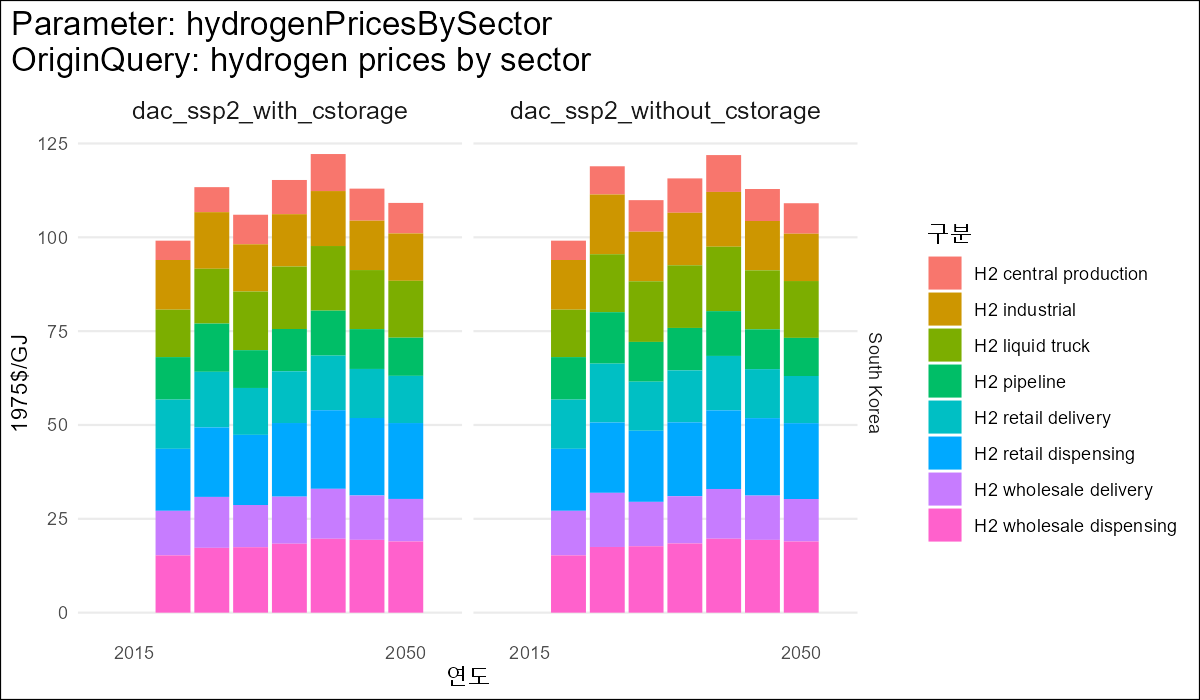 Parameter: hydrogenPricesBySector
OriginQuery: hydrogen prices by sector
dac_ssp2_with_cstorage
dac_ssp2_without_cstorage
125
100
75
50
25
0
1975$/GJ
2015
2050
2015
2050
연도
South Korea
구분
H2 central production
H2 industrial
H2 liquid truck
H2 pipeline
H2 retail delivery
H2 retail dispensing
H2 wholesale delivery
H2 wholesale dispensing